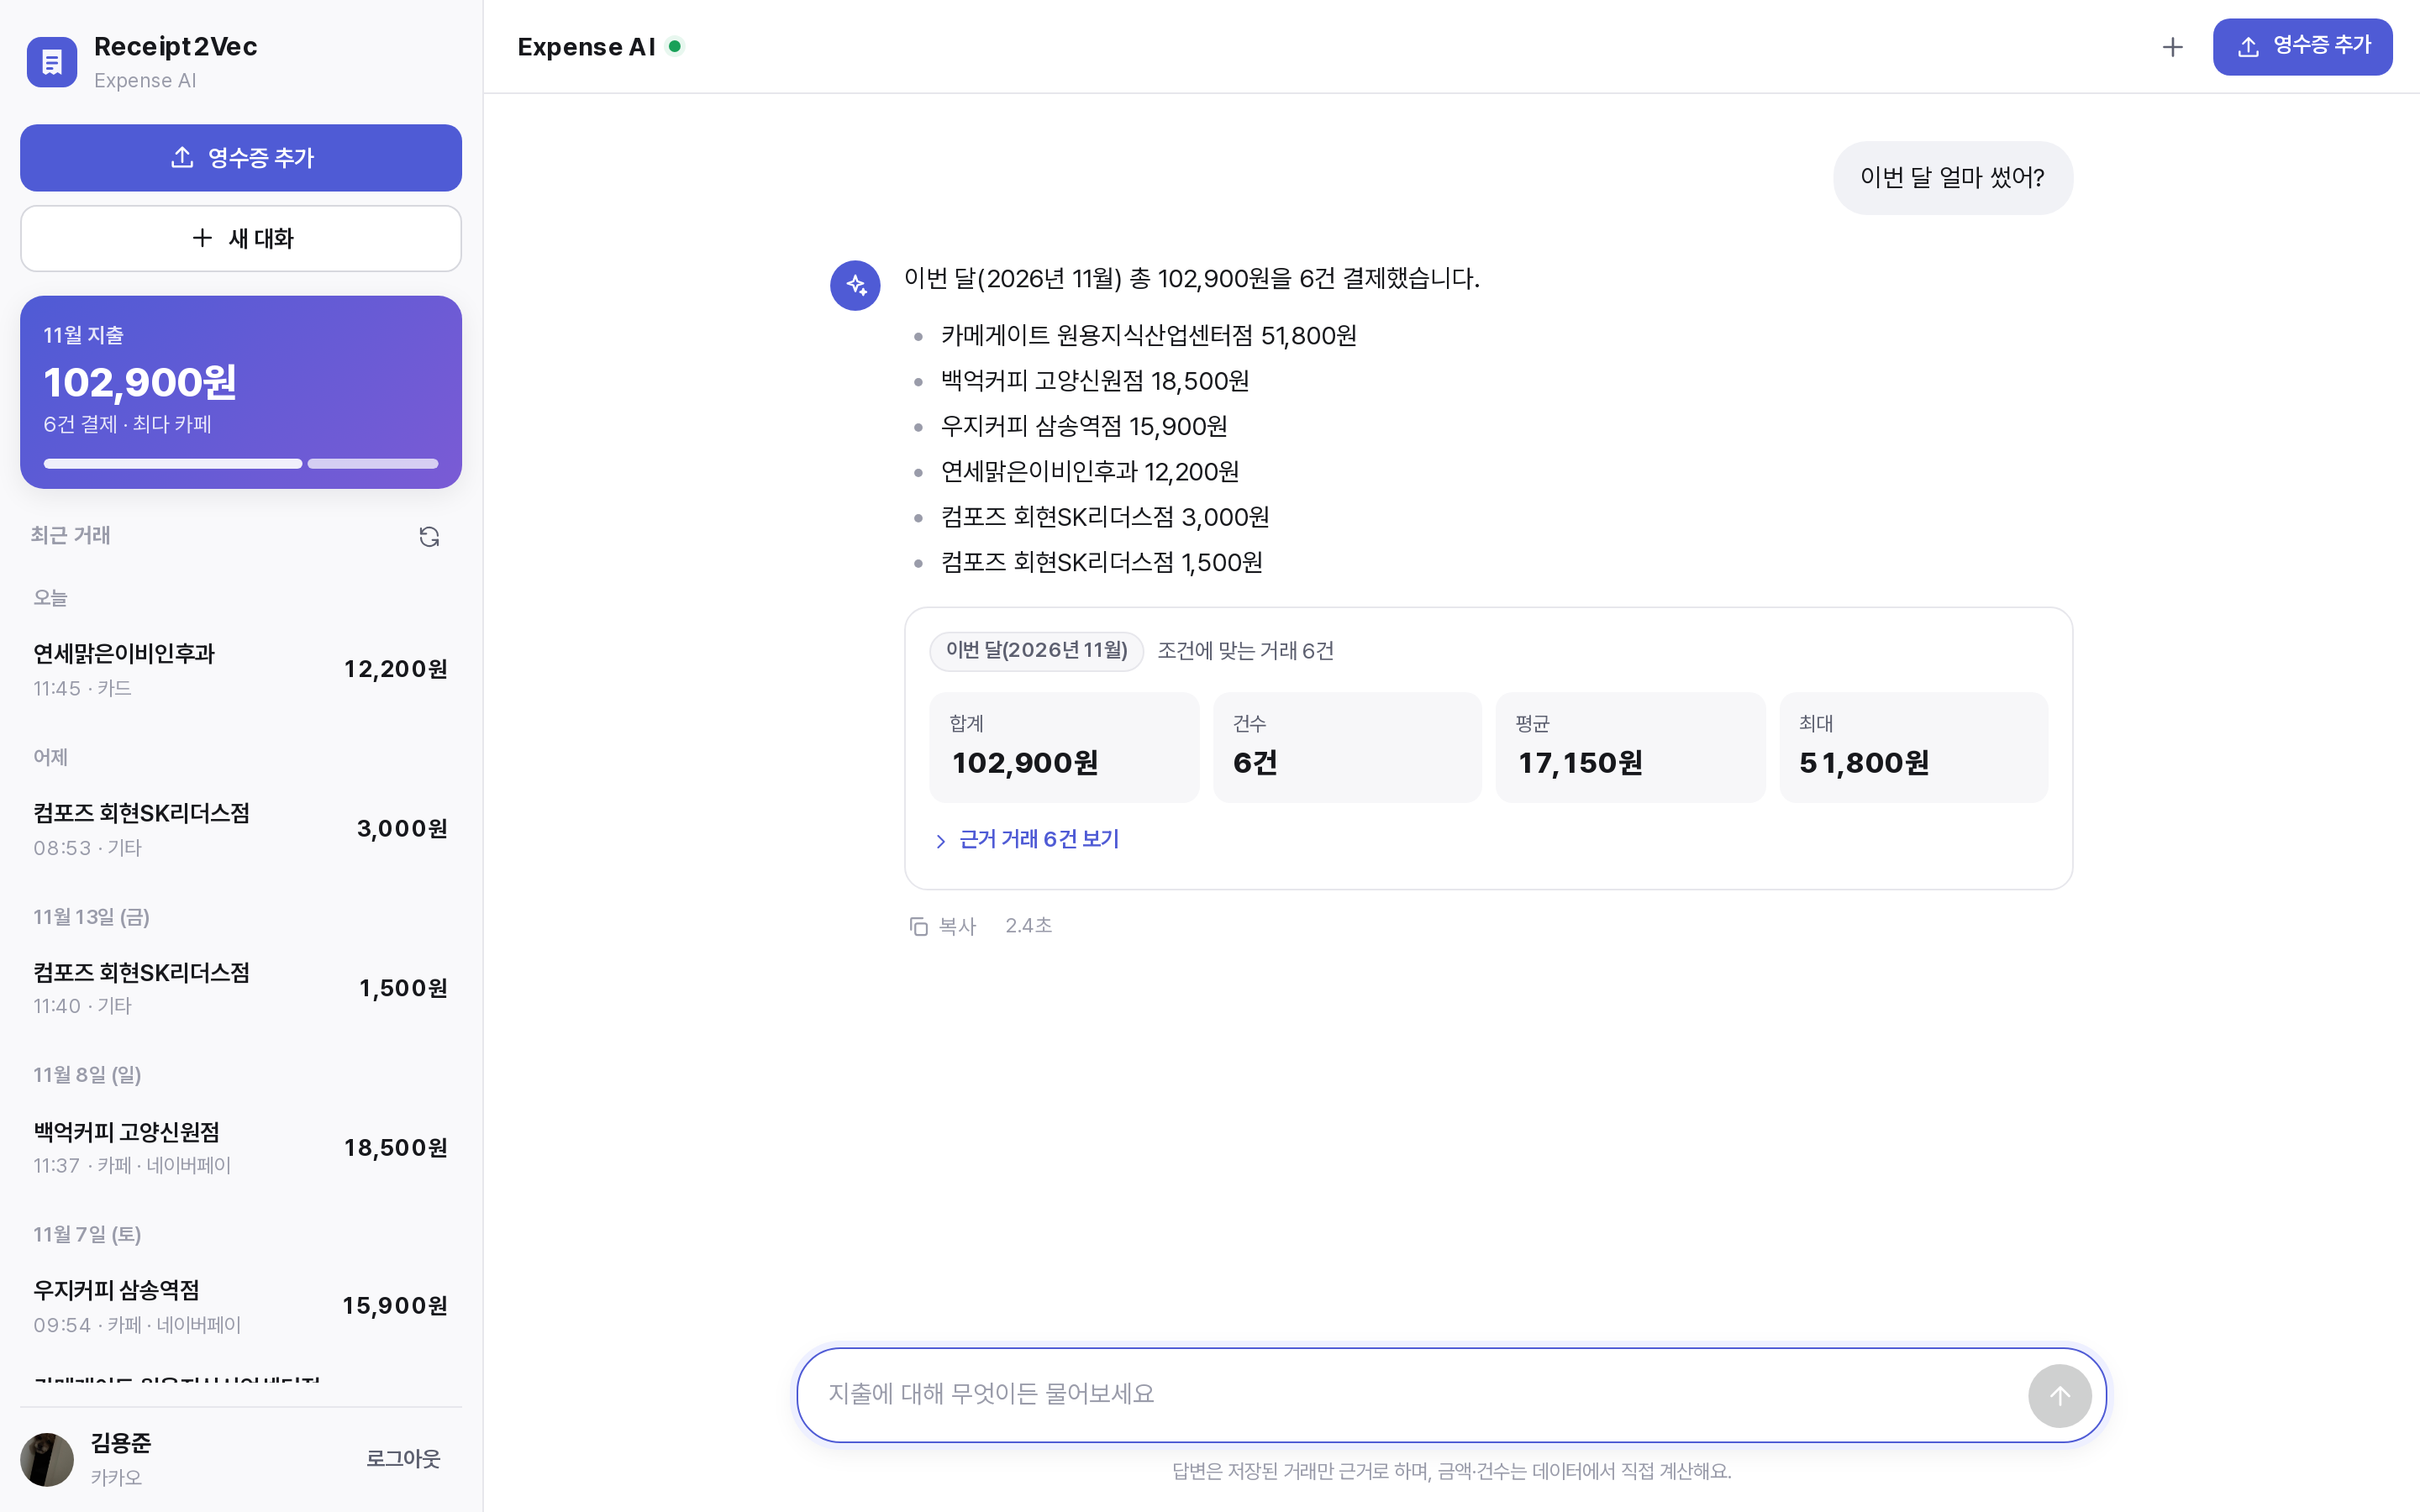 Receipt2Vec
Expense AI
영수증 추가
새 대화
11월 지출
102,900원
6건 결제 · 최다 카페
최근 거래
오늘
연세맑은이비인후과
12,200원
11:45 · 카드
어제
컴포즈 회현SK리더스점
3,000원
08:53 · 기타
11월 13일 (금)
컴포즈 회현SK리더스점
1,500원
11:40 · 기타
11월 8일 (일)
백억커피 고양신원점
18,500원
11:37 · 카페 · 네이버페이
11월 7일 (토)
우지커피 삼송역점
15,900원
09:54 · 카페 · 네이버페이
김용준
카카오
로그아웃
Expense AI
영수증 추가
이번 달 얼마 썼어?
이번 달(2026년 11월) 총 102,900원을 6건 결제했습니다.
카메게이트 원용지식산업센터점 51,800원
백억커피 고양신원점 18,500원
우지커피 삼송역점 15,900원
연세맑은이비인후과 12,200원
컴포즈 회현SK리더스점 3,000원
컴포즈 회현SK리더스점 1,500원
이번 달(2026년 11월) 조건에 맞는 거래 6건
합계
102,900원
건수
6건
평균
17,150원
최대
51,800원
근거 거래 6건 보기
복사 2.4초
지출에 대해 무엇이든 물어보세요
답변은 저장된 거래만 근거로 하며, 금액·건수는 데이터에서 직접 계산해요.